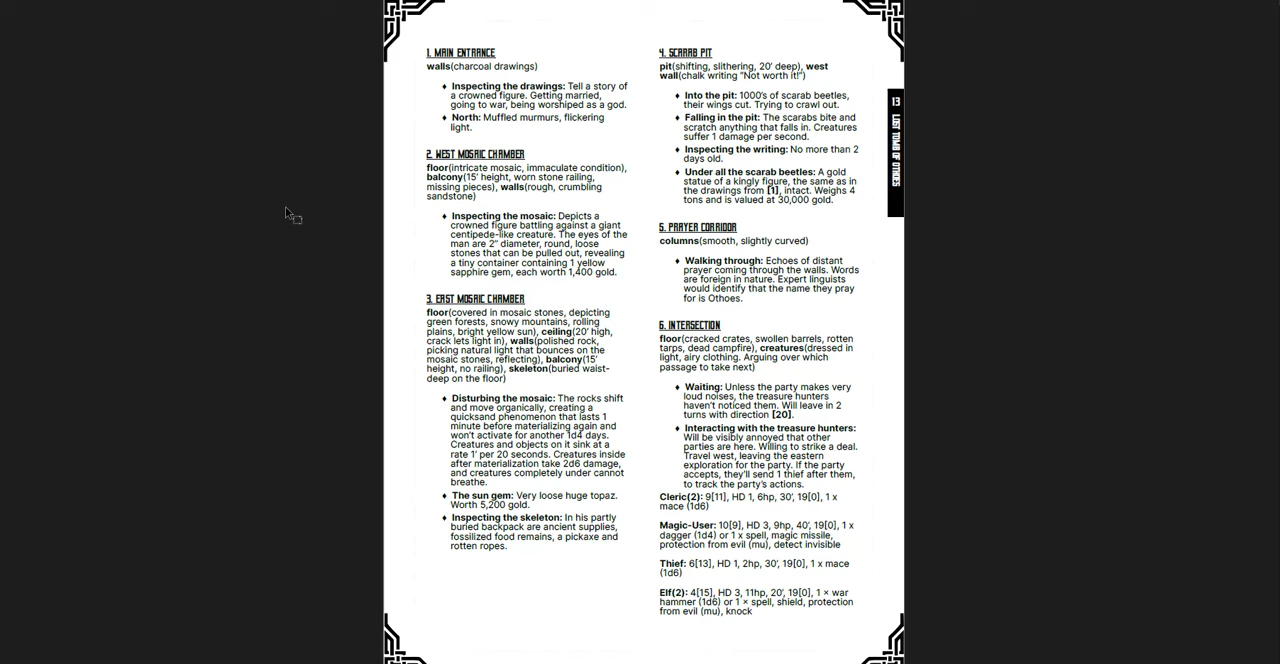 1. MAIN ENTRANCE
walls(charcoal drawings)
♦ Inspecting the drawings: Tell a story of
a crowned figure. Getting married,
going to war, being worshiped as a god.
♦ North: Muffled murmurs, flickering
light.
2. WEST MOSAIC CHAMBER
floor(intricate mosaic, immaculate condition),
balcony(15' height, worn stone railing,
missing pieces), walls(rough, crumbling
sandstone)
♦ Inspecting the mosaic: Depicts a
crowned figure battling against a giant
centipede-like creature. The eyes of the
man are 2" diameter, round, loose
stones that can be pulled out, revealing
a tiny container containing 1 yellow
sapphire gem, each worth 1,400 gold.
3. EAST MOSAIC CHAMBER
floor(covered in mosaic stones, depicting
green forests, snowy mountains, rolling
plains, bright yellow sun), ceiling(20' high,
crack lets light in), walls(polished rock,
picking natural light that bounces on the
mosaic stones, reflecting), balcony(15'
height, no railing), skeleton(buried waist-
deep on the floor)
♦ Disturbing the mosaic: The rocks shift
and move organically, creating a
quicksand phenomenon that lasts 1
minute before materializing again and
won't activate for another 1d4 days.
Creatures and objects on it sink at a
rate 1' per 20 seconds. Creatures inside
after materialization take 2d6 damage,
and creatures completely under cannot
breathe.
♦ The sun gem: Very loose huge topaz.
Worth 5,200 gold.
♦ Inspecting the skeleton: In his partly
buried backpack are ancient supplies,
fossilized food remains, a pickaxe and
rotten ropes.
4. SCARAB PIT
pit(shifting, slithering, 20' deep), west
wall(chalk writing "Not worth it!")
♦ Into the pit: 1000's of scarab beetles,
their wings cut. Trying to crawl out.
♦ Falling in the pit: The scarabs bite and
scratch anything that falls in. Creatures
suffer 1 damage per second.
♦ Inspecting the writing: No more than 2
days old.
♦ Under all the scarab beetles: A gold
statue of a kingly figure, the same as in
the drawings from [1], intact. Weighs 4
tons and is valued at 30,000 gold.
5. PRAYER CORRIDOR
columns(smooth, slightly curved)
♦ Walking through: Echoes of distant
prayer coming through the walls. Words
are foreign in nature. Expert linguists
would identify that the name they pray
for is Othoes.
6. INTERSECTION
floor(cracked crates, swollen barrels, rotten
tarps, dead campfire), creatures(dressed in
light, airy clothing. Arguing over which
passage to take next)
♦ Waiting: Unless the party makes very
loud noises, the treasure hunters
haven't noticed them. Will leave in 2
turns with direction [20].
♦ Interacting with the treasure hunters:
Will be visibly annoyed that other
parties are here. Willing to strike a deal.
Travel west, leaving the eastern
exploration for the party. If the party
accepts, they'll send 1 thief after them,
to track the party's actions.
Cleric(2): 9[11], HD 1, 6hp, 30', 19[0], 1 x
mace (1d6)
Magic-User: 10[9], HD 3, 9hp, 40', 19[0], 1 x
dagger (1d4) or 1 x spell, magic missile,
protection from evil (mu), detect invisible
Thief: 6[13], HD 1, 2hp, 30', 19[0], 1 x mace
(1d6)
Elf(2): 4[15], HD 3, 11hp, 20', 19[0], 1 × war
hammer (1d6) or 1 × spell, shield, protection
from evil (mu), knock
13
LOST TOMB OF OTHOES